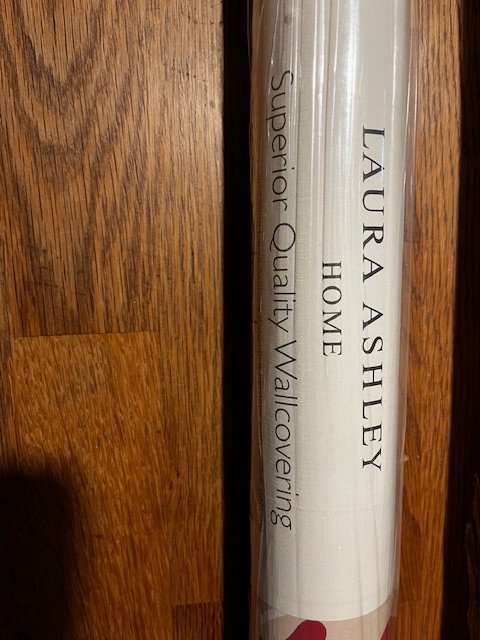 LAURA ASHLEY
HOME
Superior Quality Wallcovering